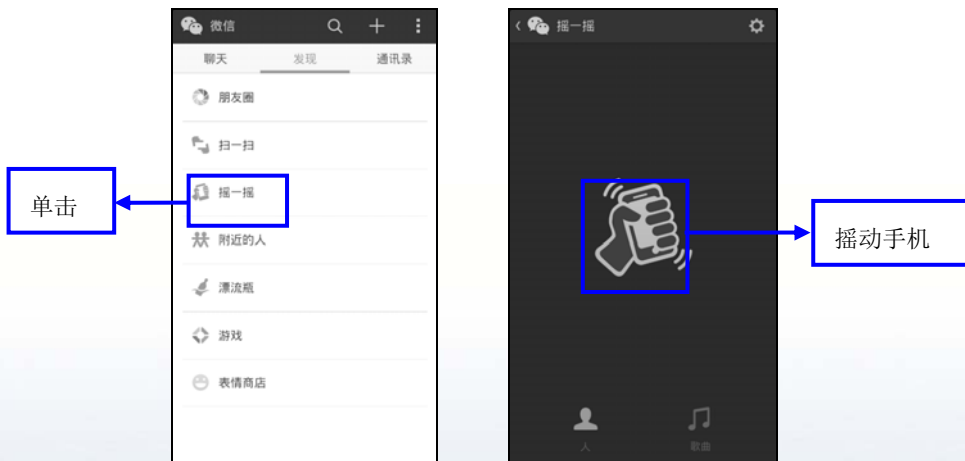 微信
聊天 发现 通讯录
朋友圈
扫一扫
摇一摇
附近的人
漂流瓶
游戏
表情商店
单击
摇一摇
摇动手机
人 歌曲